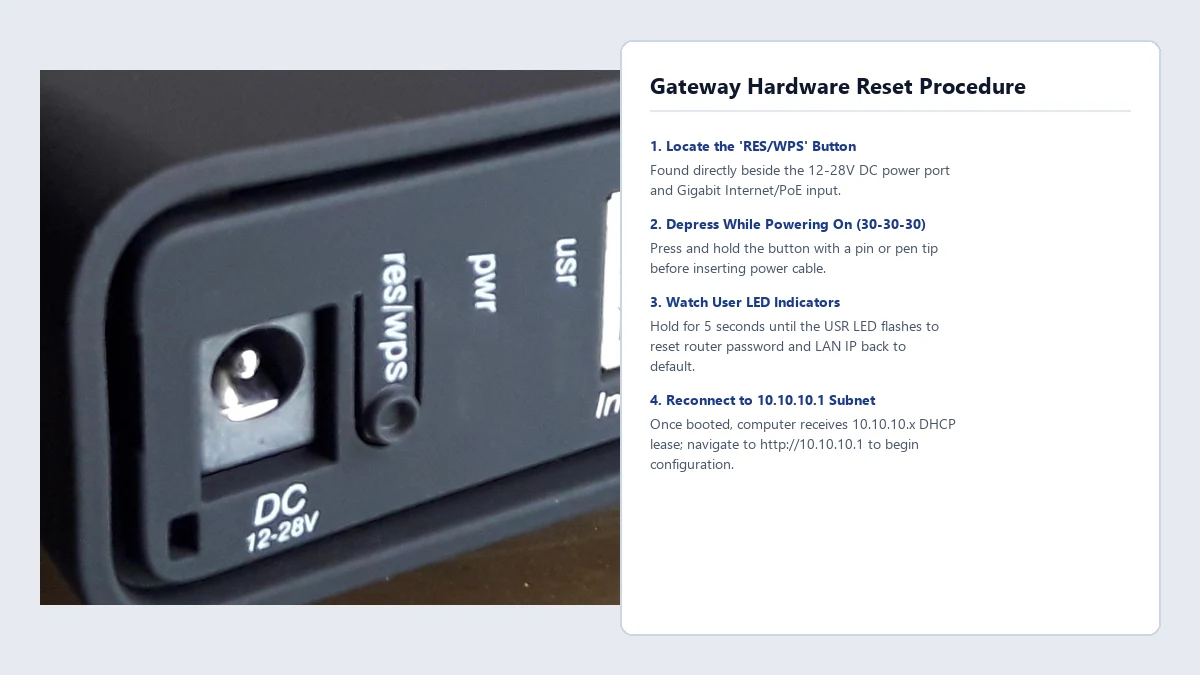 res/wps
pwr
usr
In
DC
12-28V
Gateway Hardware Reset Procedure
1. Locate the 'RES/WPS' Button
Found directly beside the 12-28V DC power port
and Gigabit Internet/PoE input.
2. Depress While Powering On (30-30-30)
Press and hold the button with a pin or pen tip
before inserting power cable.
3. Watch User LED Indicators
Hold for 5 seconds until the USR LED flashes to
reset router password and LAN IP back to
default.
4. Reconnect to 10.10.10.1 Subnet
Once booted, computer receives 10.10.10.x DHCP
lease; navigate to http://10.10.10.1 to begin
configuration.